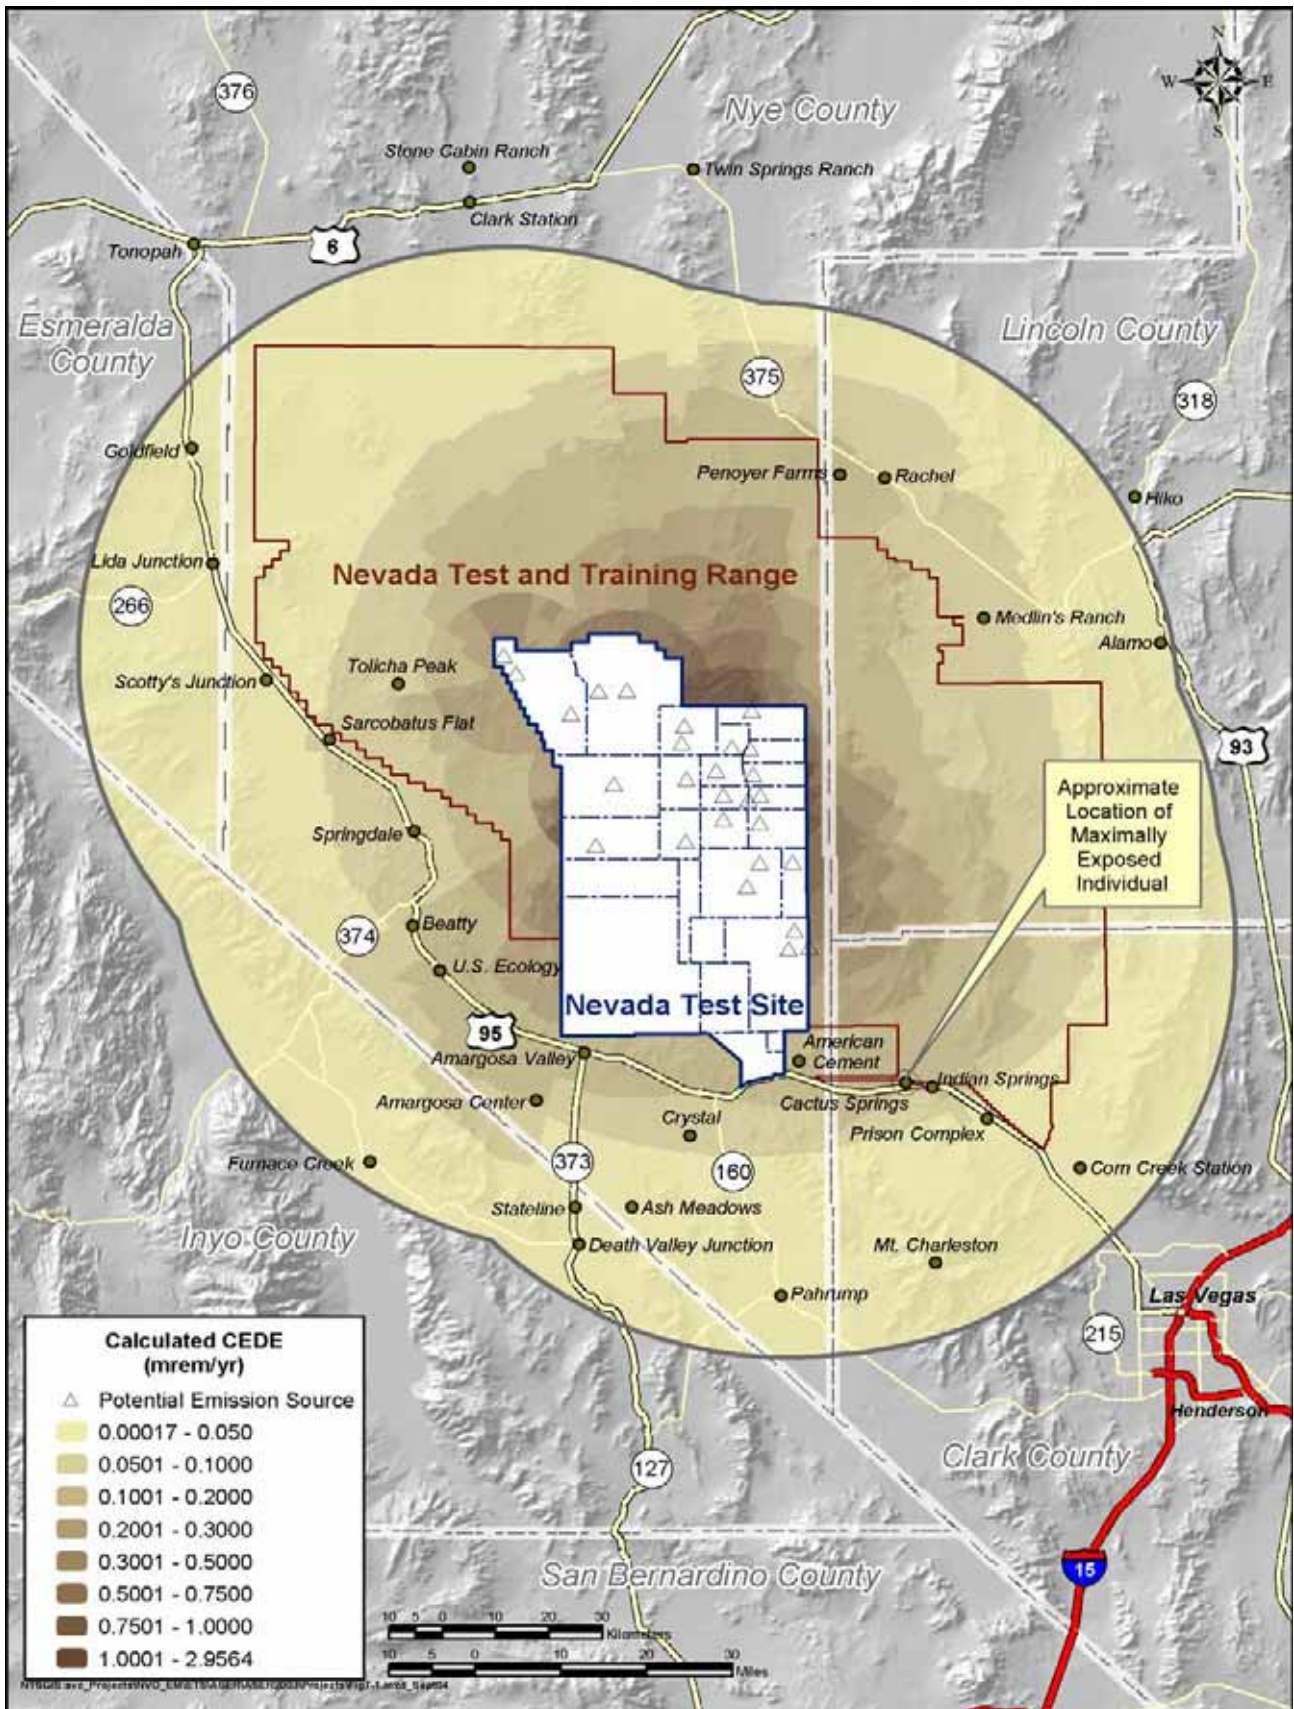 N
W E
S
376
Nye County
Stone Cabin Ranch
Twin Springs Ranch
Clark Station
6
Tonopah
Esmeralda
County
Lincoln County
375
318
Goldfield
Penoyer Farms
Rachel
Hiko
Lida Junction
Nevada Test and Training Range
266
Medlin's Ranch
Alamo
Tolicha Peak
Scotty's Junction
Sarcobatus Flat
93
Approximate
Location of
Maximally
Exposed
Individual
Springdale
Beatty
374
U.S. Ecology
Nevada Test Site
95
Amargosa Valley
American
Cement
Indian Springs
Amargosa Center
Cactus Springs
Crystal
Prison Complex
Furnace Creek
373
160
Corn Creek Station
Stateline
Ash Meadows
Inyo County
Death Valley Junction
Mt. Charleston
Pahrump
Las Vegas
215
Henderson
Calculated CEDE
(mrem/yr)
Potential Emission Source
0.00017 - 0.050
0.0501 - 0.1000
0.1001 - 0.2000
0.2001 - 0.3000
0.3001 - 0.5000
0.5001 - 0.7500
0.7501 - 1.0000
1.0001 - 2.9564
Clark County
127
San Bernardino County
15
10 5 0 10 20 30
Kilometers
10 5 0 10 20 30
Miles